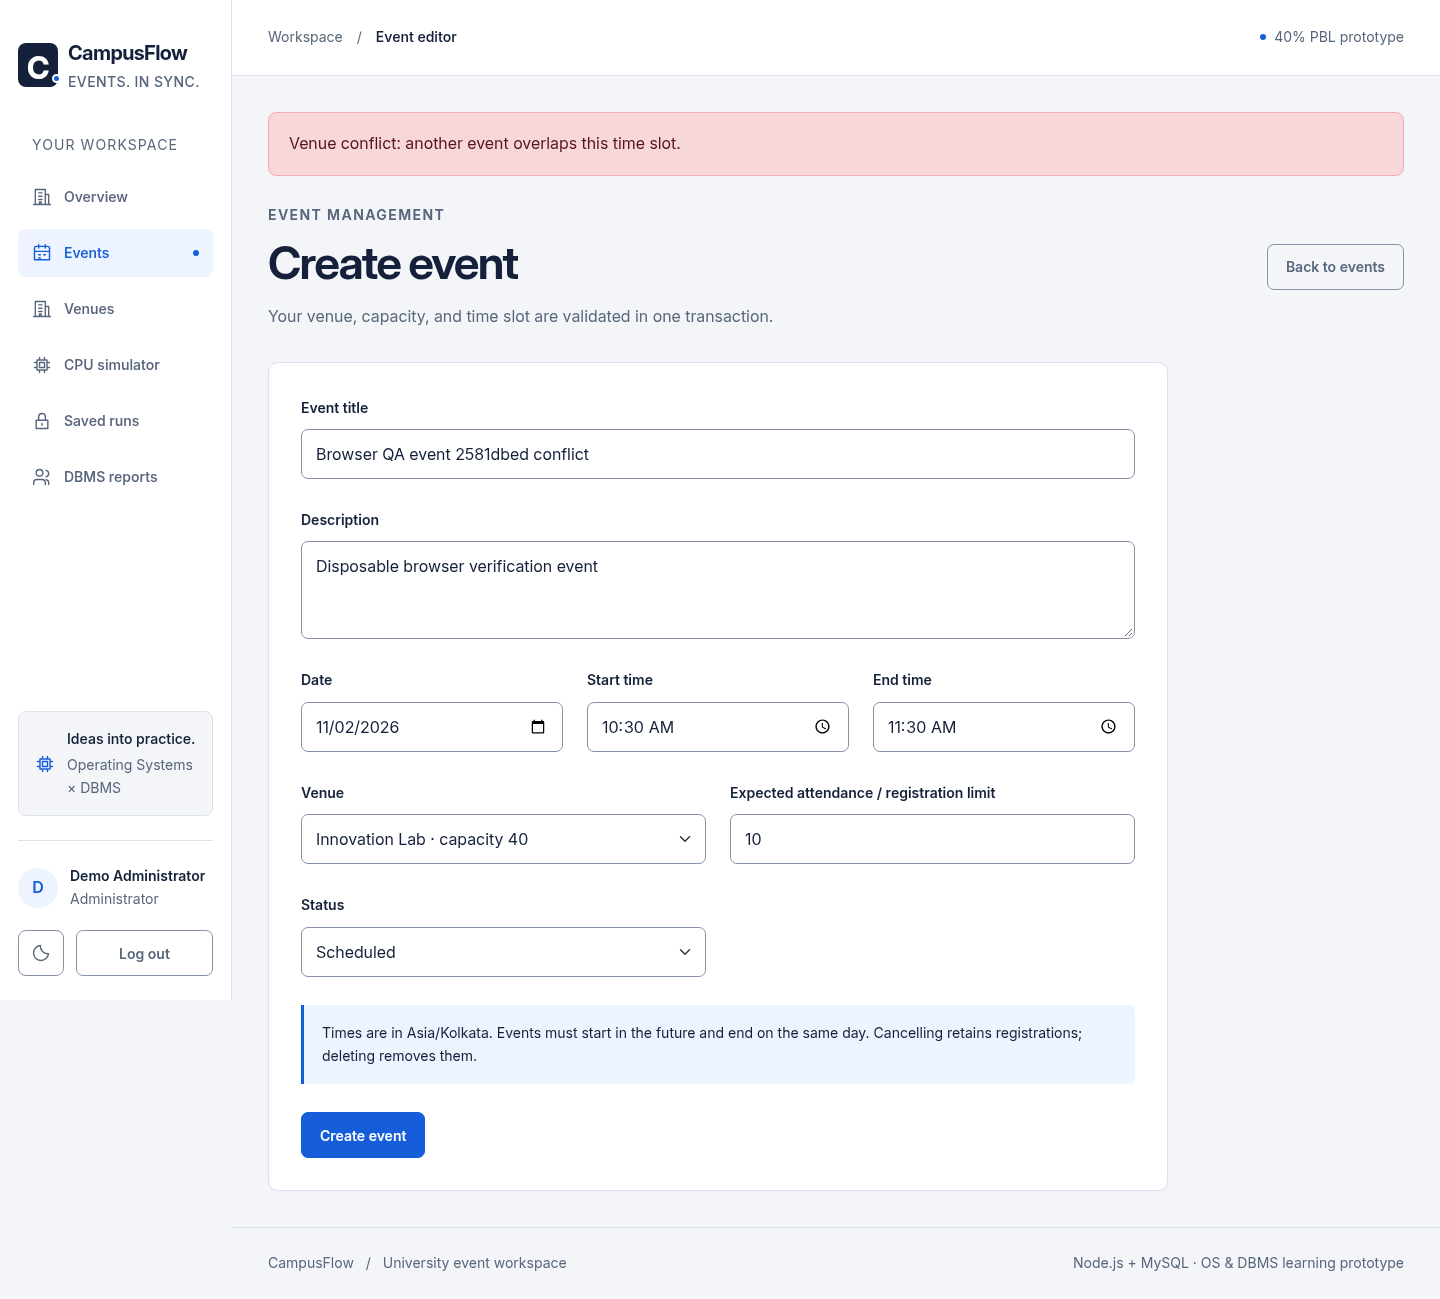 C
CampusFlow
EVENTS. IN SYNC.
YOUR WORKSPACE
Overview
Events
Venues
CPU simulator
Saved runs
DBMS reports
Ideas into practice.
Operating Systems
× DBMS
D
Demo Administrator
Administrator
Log out
Workspace / Event editor
40% PBL prototype
Venue conflict: another event overlaps this time slot.
EVENT MANAGEMENT
Create event
Back to events
Your venue, capacity, and time slot are validated in one transaction.
Event title
Browser QA event 2581dbed conflict
Description
Disposable browser verification event
Date Start time End time
11/02/2026 10:30 AM 11:30 AM
Venue Expected attendance / registration limit
Innovation Lab · capacity 40 10
Status
Scheduled
Times are in Asia/Kolkata. Events must start in the future and end on the same day. Cancelling retains registrations;
deleting removes them.
Create event
CampusFlow / University event workspace
Node.js + MySQL · OS & DBMS learning prototype